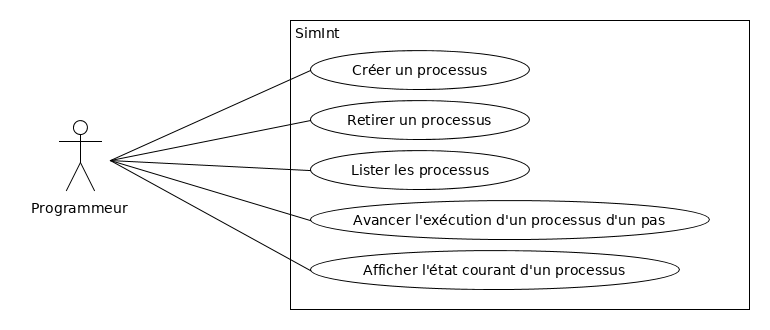 SimInt
Créer un processus
Retirer un processus
Lister les processus
Programmeur
Avancer l'exécution d'un processus d'un pas
Afficher l'état courant d'un processus